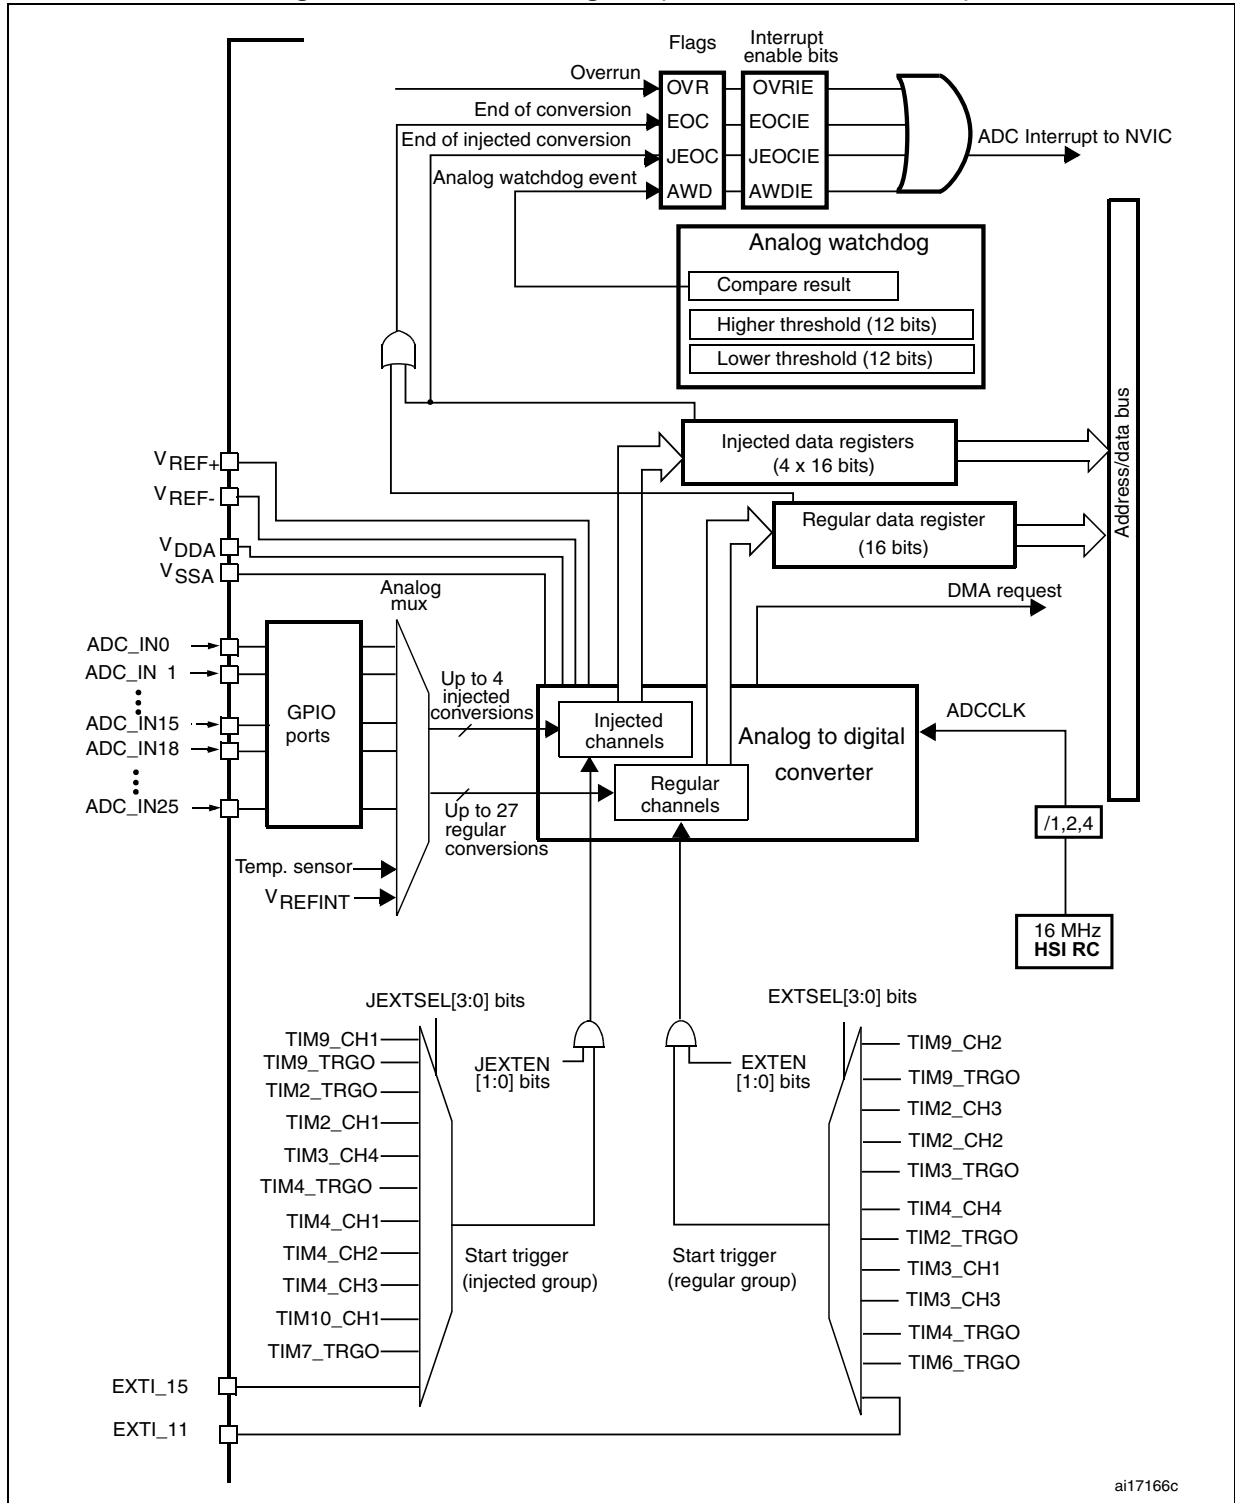 Flags
Interrupt
enable bits
Overrun
OVR
OVRIE
End of conversion
EOC
EOCIE
End of injected conversion
JEOC
JEOCIE
ADC Interrupt to NVIC
Analog watchdog event
AWD
AWDIE
Analog watchdog
Compare result
Higher threshold (12 bits)
Lower threshold (12 bits)
Address/data bus
Injected data registers
(4 x 16 bits)
VREF+
VREF-
VDDA
VSSA
Regular data register
(16 bits)
DMA request
Analog
mux
ADC_IN0
ADC_IN 1
ADC_IN15
ADC_IN18
ADC_IN25
GPIO
ports
Up to 4
injected
conversions
Injected
channels
Analog to digital
converter
ADCCLK
Regular
channels
Up to 27
regular
conversions
/1,2,4
Temp. sensor
VREFINT
16 MHz
HSI RC
JEXTSEL[3:0] bits
EXTSEL[3:0] bits
TIM9_CH1
TIM9_TRGO
TIM2_TRGO
TIM2_CH1
TIM3_CH4
TIM4_TRGO
TIM4_CH1
TIM4_CH2
TIM4_CH3
TIM10_CH1
TIM7_TRGO
JEXTEN
[1:0] bits
EXTEN
[1:0] bits
TIM9_CH2
TIM9_TRGO
TIM2_CH3
TIM2_CH2
TIM3_TRGO
TIM4_CH4
TIM2_TRGO
TIM3_CH1
TIM3_CH3
TIM4_TRGO
TIM6_TRGO
Start trigger
(injected group)
Start trigger
(regular group)
EXTI_15
EXTI_11
ai17166c